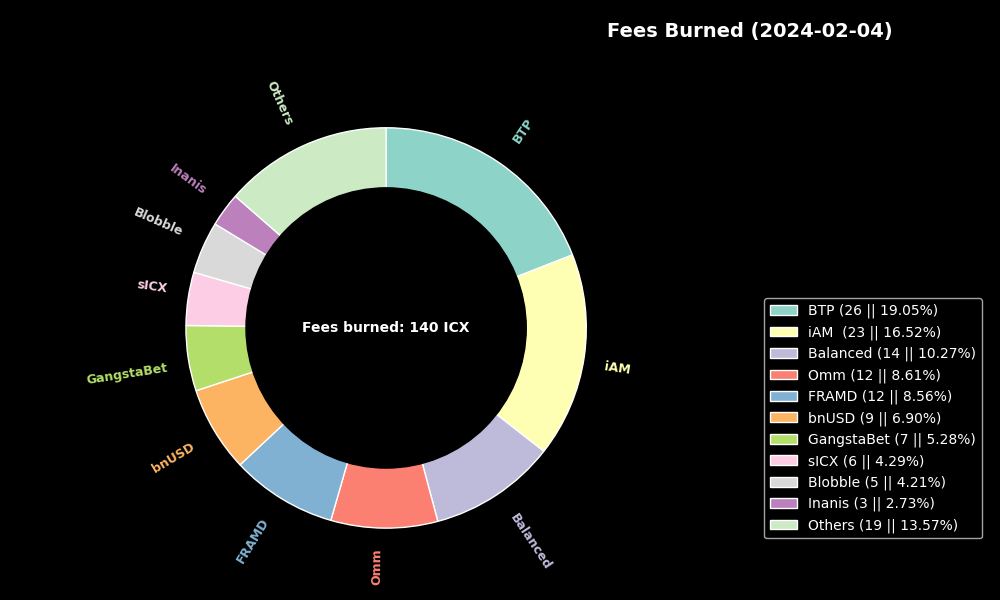 Fees Burned (2024-02-04)
Others
BTP
Inanis
Blobble
sICX
Fees burned: 140 ICX
iAM
GangstaBet
bnUSD
FRAMD
Omm
Balanced
BTP (26 || 19.05%)
iAM  (23 || 16.52%)
Balanced (14 || 10.27%)
Omm (12 || 8.61%)
FRAMD (12 || 8.56%)
bnUSD (9 || 6.90%)
GangstaBet (7 || 5.28%)
sICX (6 || 4.29%)
Blobble (5 || 4.21%)
Inanis (3 || 2.73%)
Others (19 || 13.57%)